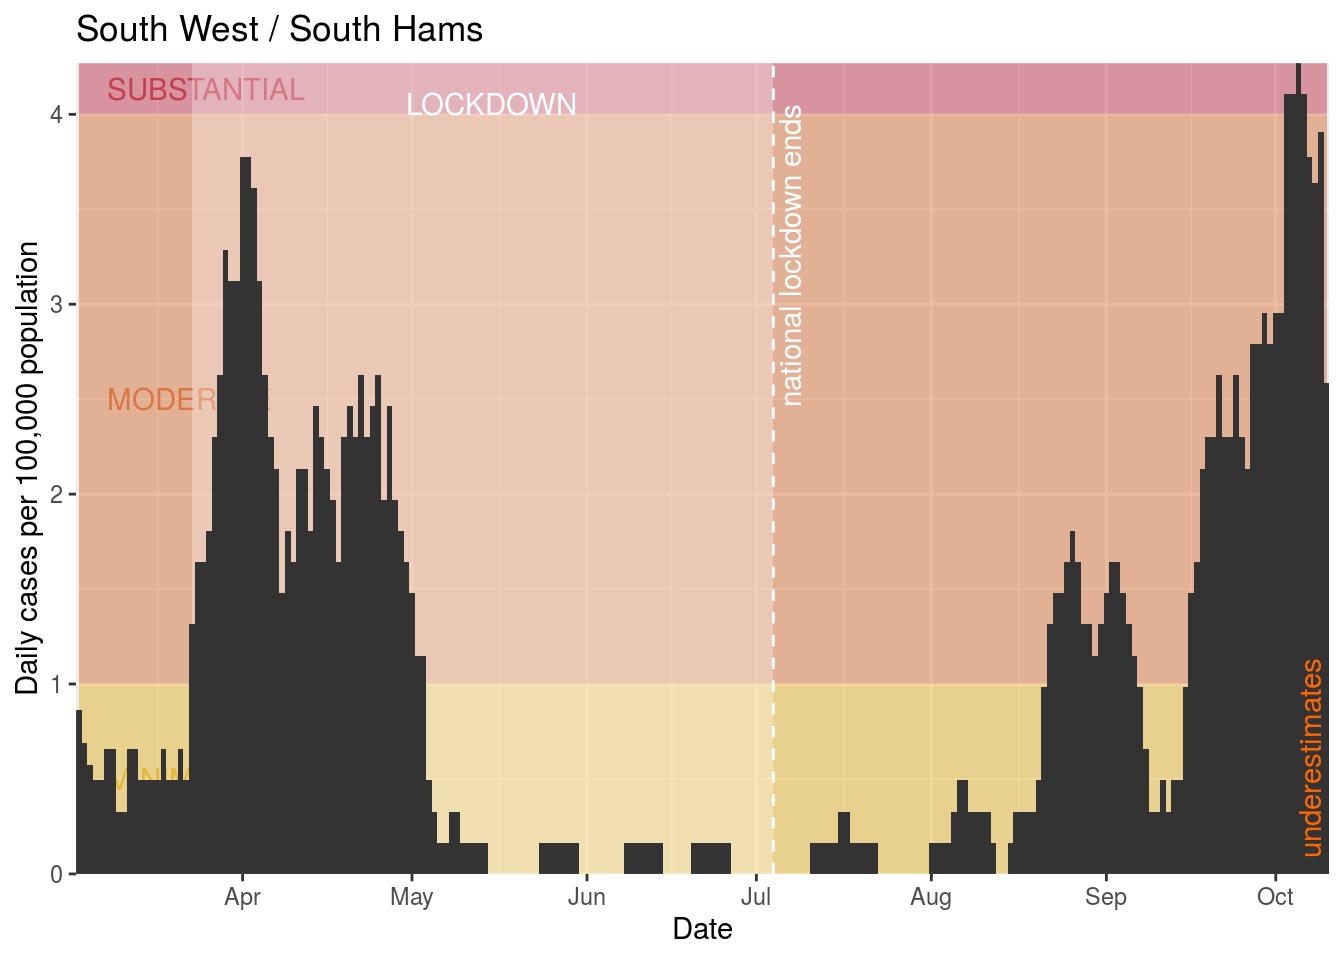 South West / South Hams
SUBSTANTIAL
LOCKDOWN
national lockdown ends
MODERATE
underestimates
Daily cases per 100,000 population
4
3
2
1
0
Apr
May
Jun
Jul
Aug
Sep
Oct
Date